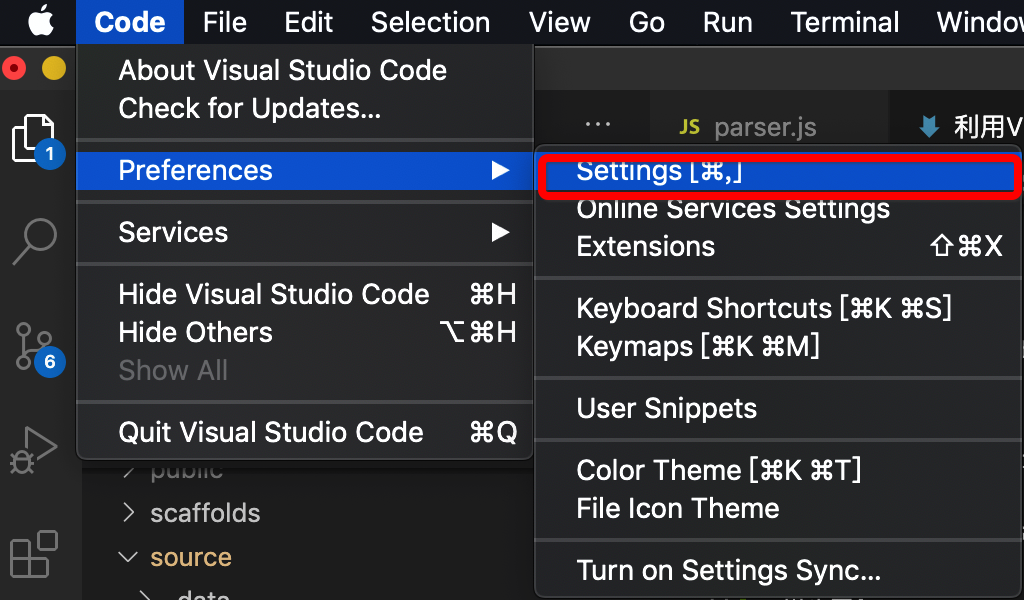 Code File Edit Selection View Go Run Terminal Window
About Visual Studio Code
Check for Updates...
Preferences
Services
Hide Visual Studio Code ⌘H
Hide Others ⌥⌘H
Show All
Quit Visual Studio Code ⌘Q
... JS parser.js 利用V
Settings [⌘,]
Online Services Settings
Extensions ⇧⌘X
Keyboard Shortcuts [⌘K ⌘S]
Keymaps [⌘K ⌘M]
User Snippets
Color Theme [⌘K ⌘T]
File Icon Theme
Turn on Settings Sync...
1
6
public
scaffolds
source
data